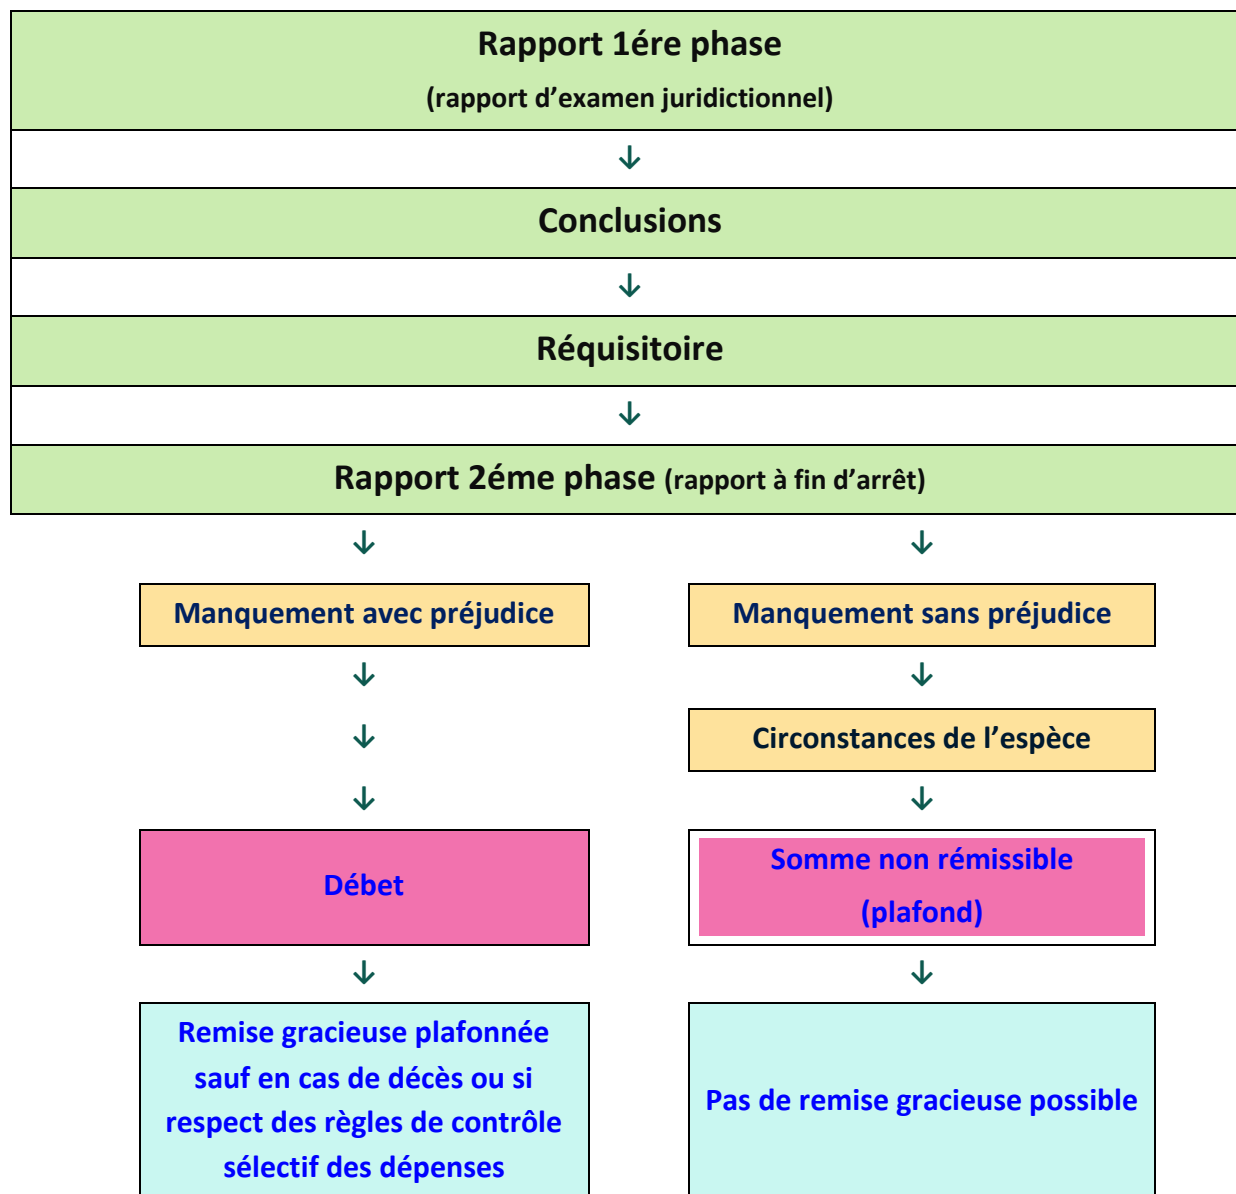 Rapport 1ére phase
(rapport d’examen juridictionnel)
↓
Conclusions
↓
Réquisitoire
↓
Rapport 2éme phase (rapport à fin d’arrêt)
↓ ↓
Manquement avec préjudice
Manquement sans préjudice
↓ ↓
↓
Circonstances de l’espèce
↓ ↓
Débet
Somme non rémissible
(plafond)
↓ ↓
Remise gracieuse plafonnée
sauf en cas de décès ou si
respect des règles de contrôle
sélectif des dépenses
Pas de remise gracieuse possible